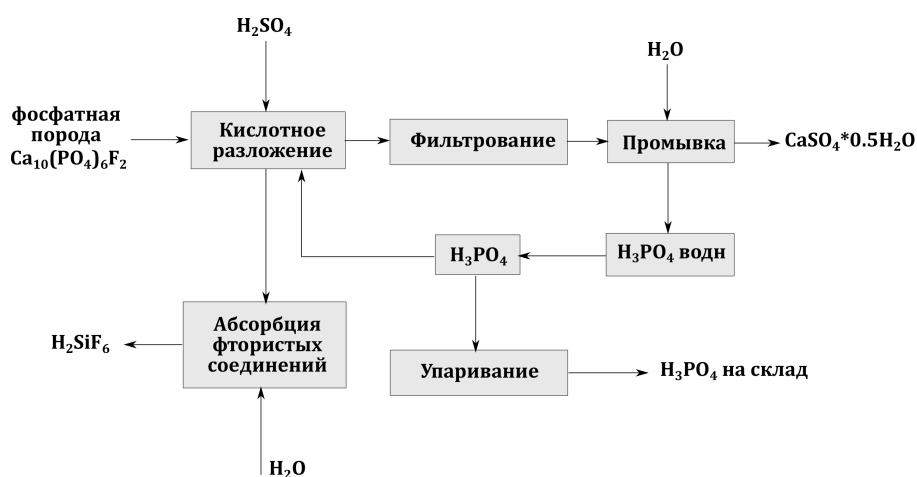 H₂SO₄
H₂O
фосфатная
порода
Ca₁₀(PO₄)₆F₂
Кислотное
разложение
Фильтрование
Промывка
CaSO₄*0.5H₂O
H₃PO₄
H₃PO₄ водн
Абсорбция
фтористых
соединений
H₂SiF₆
Упаривание
H₃PO₄ на склад
H₂O